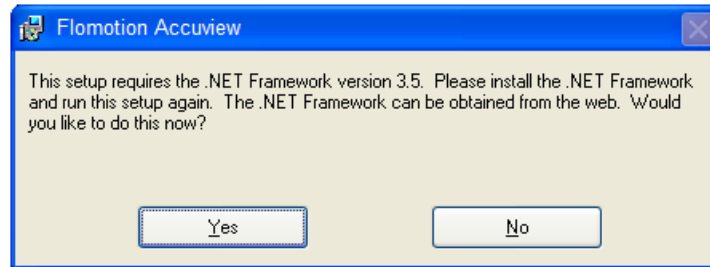 Flomotion Accuview
This setup requires the .NET Framework version 3.5.  Please install the .NET Framework
and run this setup again.  The .NET Framework can be obtained from the web.  Would
you like to do this now?
Yes
No